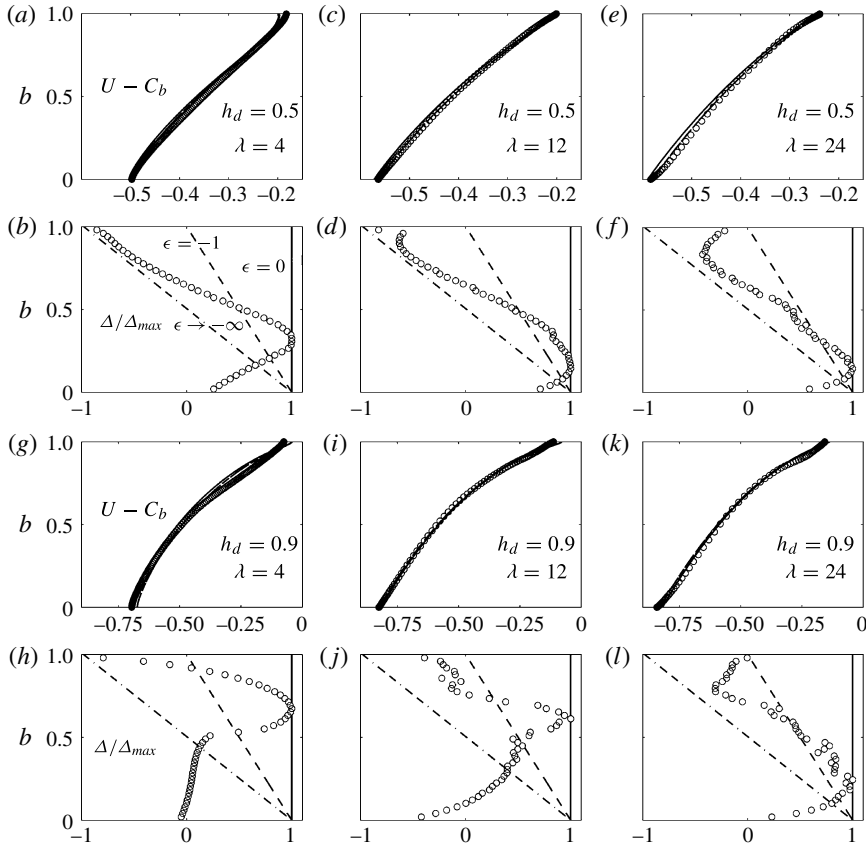 (a) (c) (e)
1.0
U − C_b
b 0.5
h_d = 0.5 h_d = 0.5 h_d = 0.5
λ = 4 λ = 12 λ = 24
0
−0.5 −0.4 −0.3 −0.2 −0.5 −0.4 −0.3 −0.2 −0.5 −0.4 −0.3 −0.2
(b) (d) (f)
1.0
ϵ = −1
ϵ = 0
b 0.5
Δ/Δ_max ϵ → −∞
0
−1 0 1 −1 0 1 −1 0 1
(g) (i) (k)
1.0
U − C_b
b 0.5
h_d = 0.9 h_d = 0.9 h_d = 0.9
λ = 4 λ = 12 λ = 24
0
−0.75 −0.50 −0.25 0 −0.75 −0.50 −0.25 0 −0.75 −0.50 −0.25 0
(h) (j) (l)
1.0
b 0.5
Δ/Δ_max
0
−1 0 1 −1 0 1 −1 0 1